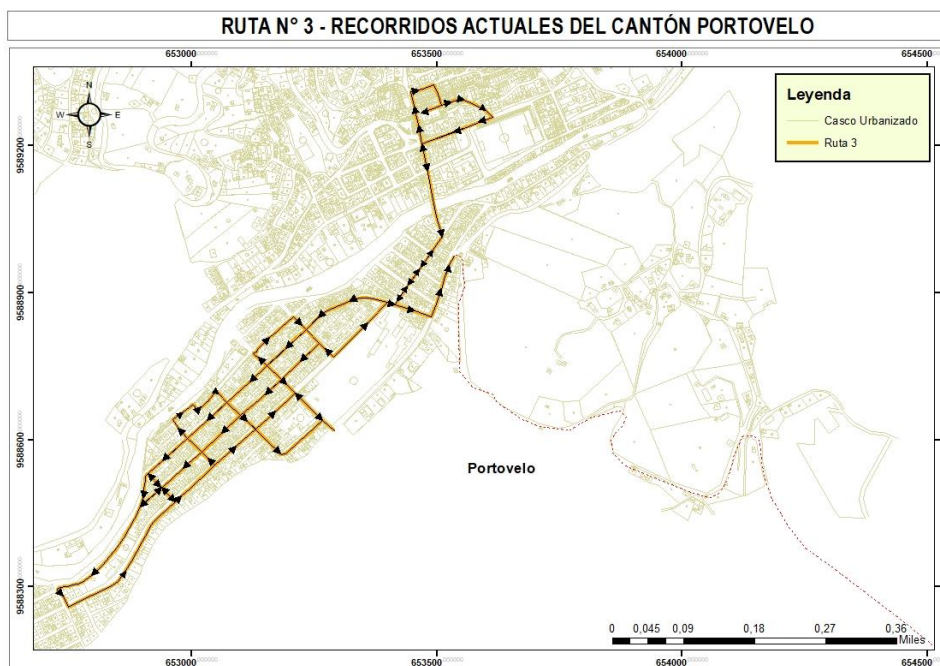 RUTA N° 3 - RECORRIDOS ACTUALES DEL CANTÓN PORTOVELO
653000 653500 654000 654500
N
W E
S
Leyenda
Casco Urbanizado
Ruta 3
9589200
9588900
9588600
9588300
Portovelo
0 0,045 0,09 0,18 0,27 0,36
Miles
653000 653500 654000 654500